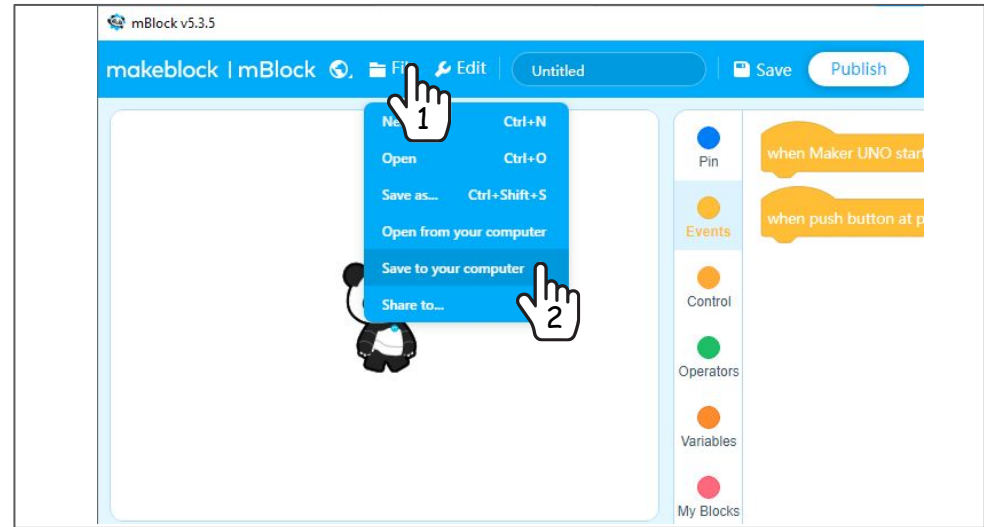 mBlock v5.3.5
makeblock | mBlock File Edit Untitled Save Publish
1
Ctrl+N
Open Ctrl+O
Save as... Ctrl+Shift+S
Open from your computer
Save to your computer
Share to...
2
Pin
Events
Control
Operators
Variables
My Blocks
when Maker UNO start
when push button at p